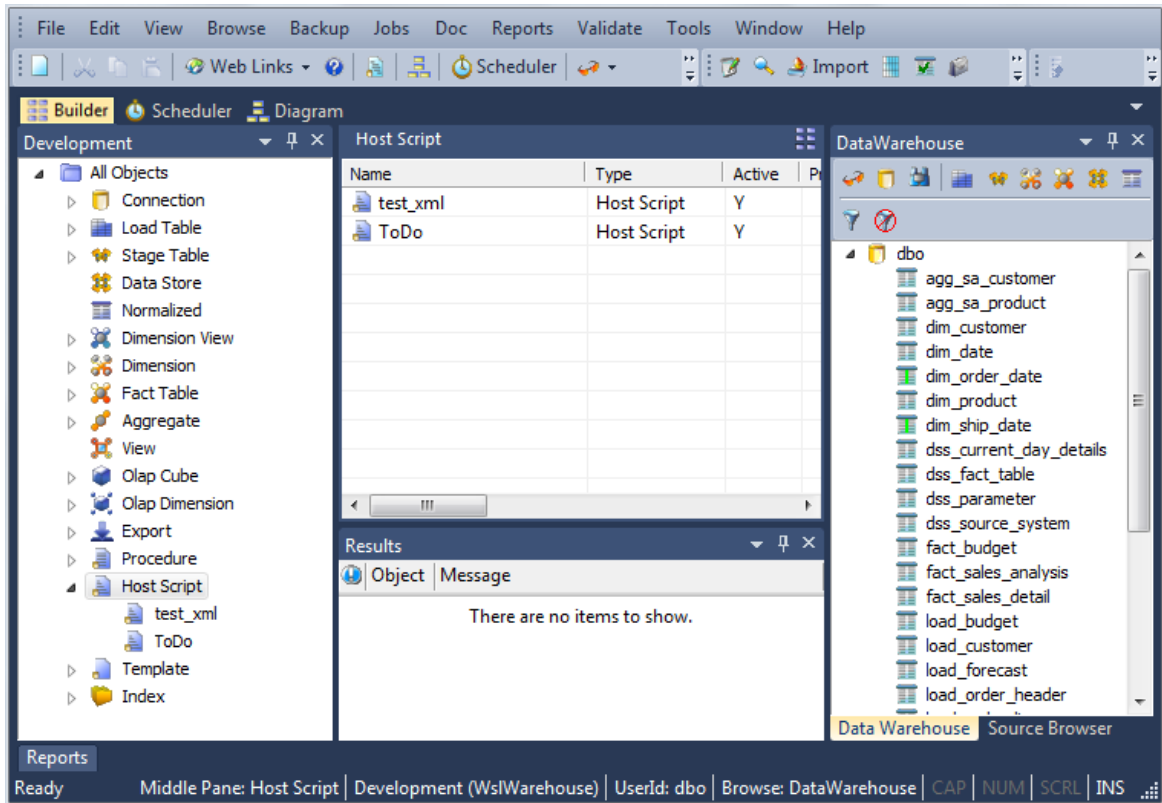 File Edit View Browse Backup Jobs Doc Reports Validate Tools Window Help
Web Links Scheduler Import
Builder Scheduler Diagram
Development
All Objects
Connection
Load Table
Stage Table
Data Store
Normalized
Dimension View
Dimension
Fact Table
Aggregate
View
Olap Cube
Olap Dimension
Export
Procedure
Host Script
test_xml
ToDo
Template
Index
Host Script
Name Type Active
test_xml Host Script Y
ToDo Host Script Y
Results
Object Message
There are no items to show.
DataWarehouse
dbo
agg_sa_customer
agg_sa_product
dim_customer
dim_date
dim_order_date
dim_product
dim_ship_date
dss_current_day_details
dss_fact_table
dss_parameter
dss_source_system
fact_budget
fact_sales_analysis
fact_sales_detail
load_budget
load_customer
load_forecast
load_order_header
Data Warehouse Source Browser
Reports
Ready Middle Pane: Host Script Development (WslWarehouse) UserId: dbo Browse: DataWarehouse CAP NUM SCRL INS